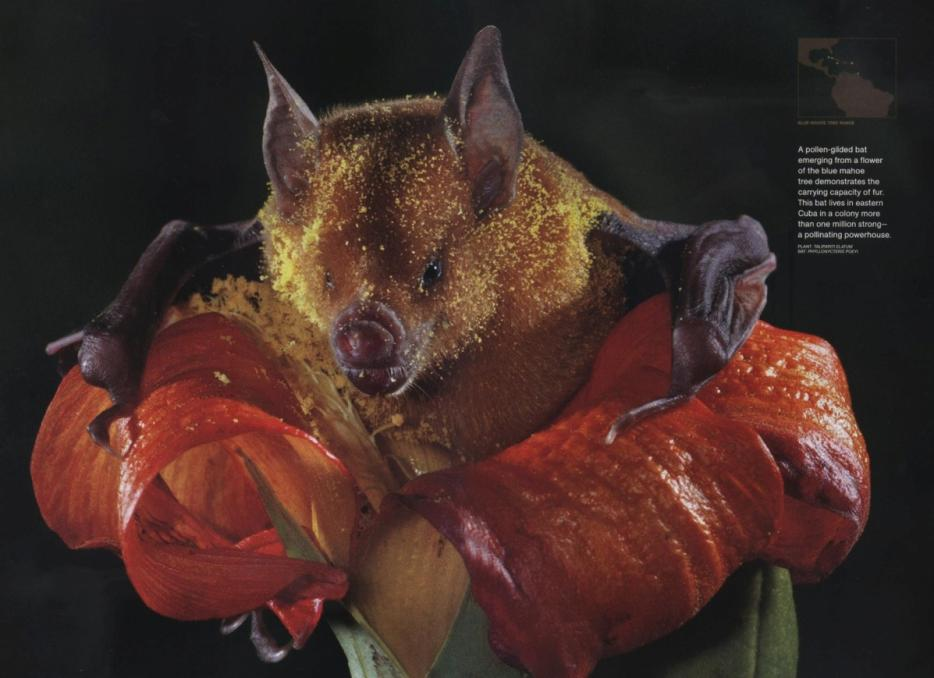 BLUE MAHOE TREE RANGE
A pollen-gilded bat
emerging from a flower
of the blue mahoe
tree demonstrates the
carrying capacity of fur.
This bat lives in eastern
Cuba in a colony more
than one million strong—
a pollinating powerhouse.
PLANT: TALIPARITI ELATUM
BAT: PHYLLONYCTERIS POEYI